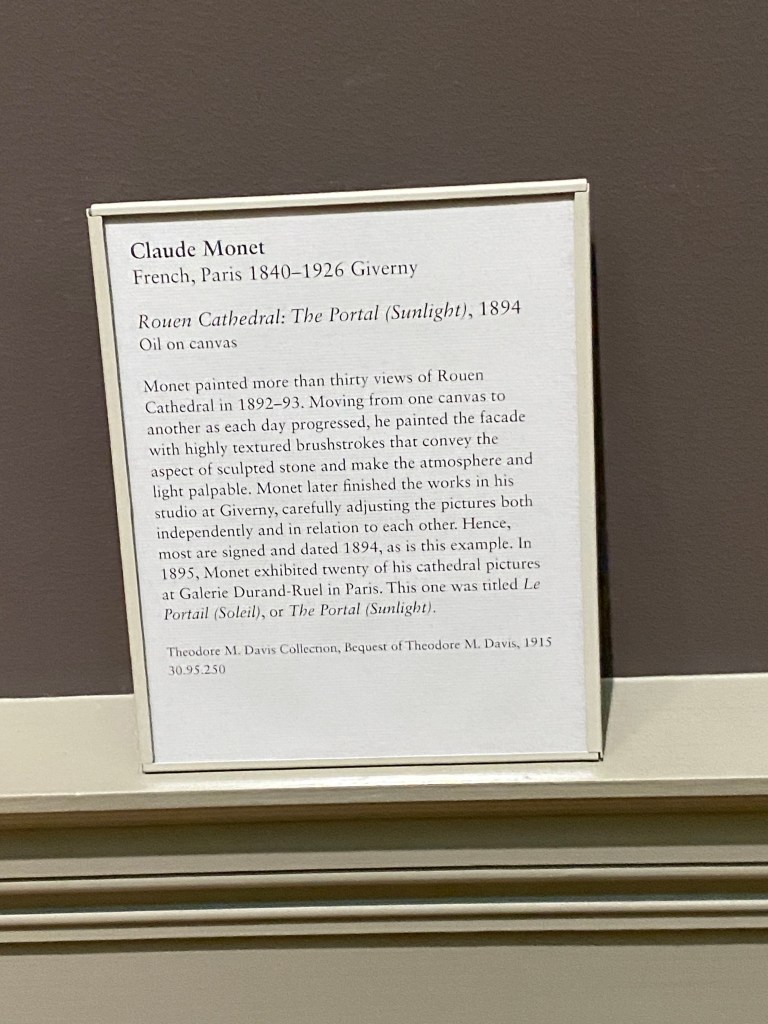 Claude Monet
French, Paris 1840–1926 Giverny
Rouen Cathedral: The Portal (Sunlight), 1894
Oil on canvas
Monet painted more than thirty views of Rouen
Cathedral in 1892–93. Moving from one canvas to
another as each day progressed, he painted the facade
with highly textured brushstrokes that convey the
aspect of sculpted stone and make the atmosphere and
light palpable. Monet later finished the works in his
studio at Giverny, carefully adjusting the pictures both
independently and in relation to each other. Hence,
most are signed and dated 1894, as is this example. In
1895, Monet exhibited twenty of his cathedral pictures
at Galerie Durand-Ruel in Paris. This one was titled Le
Portail (Soleil), or The Portal (Sunlight).
Theodore M. Davis Collection, Bequest of Theodore M. Davis, 1915
30.95.250